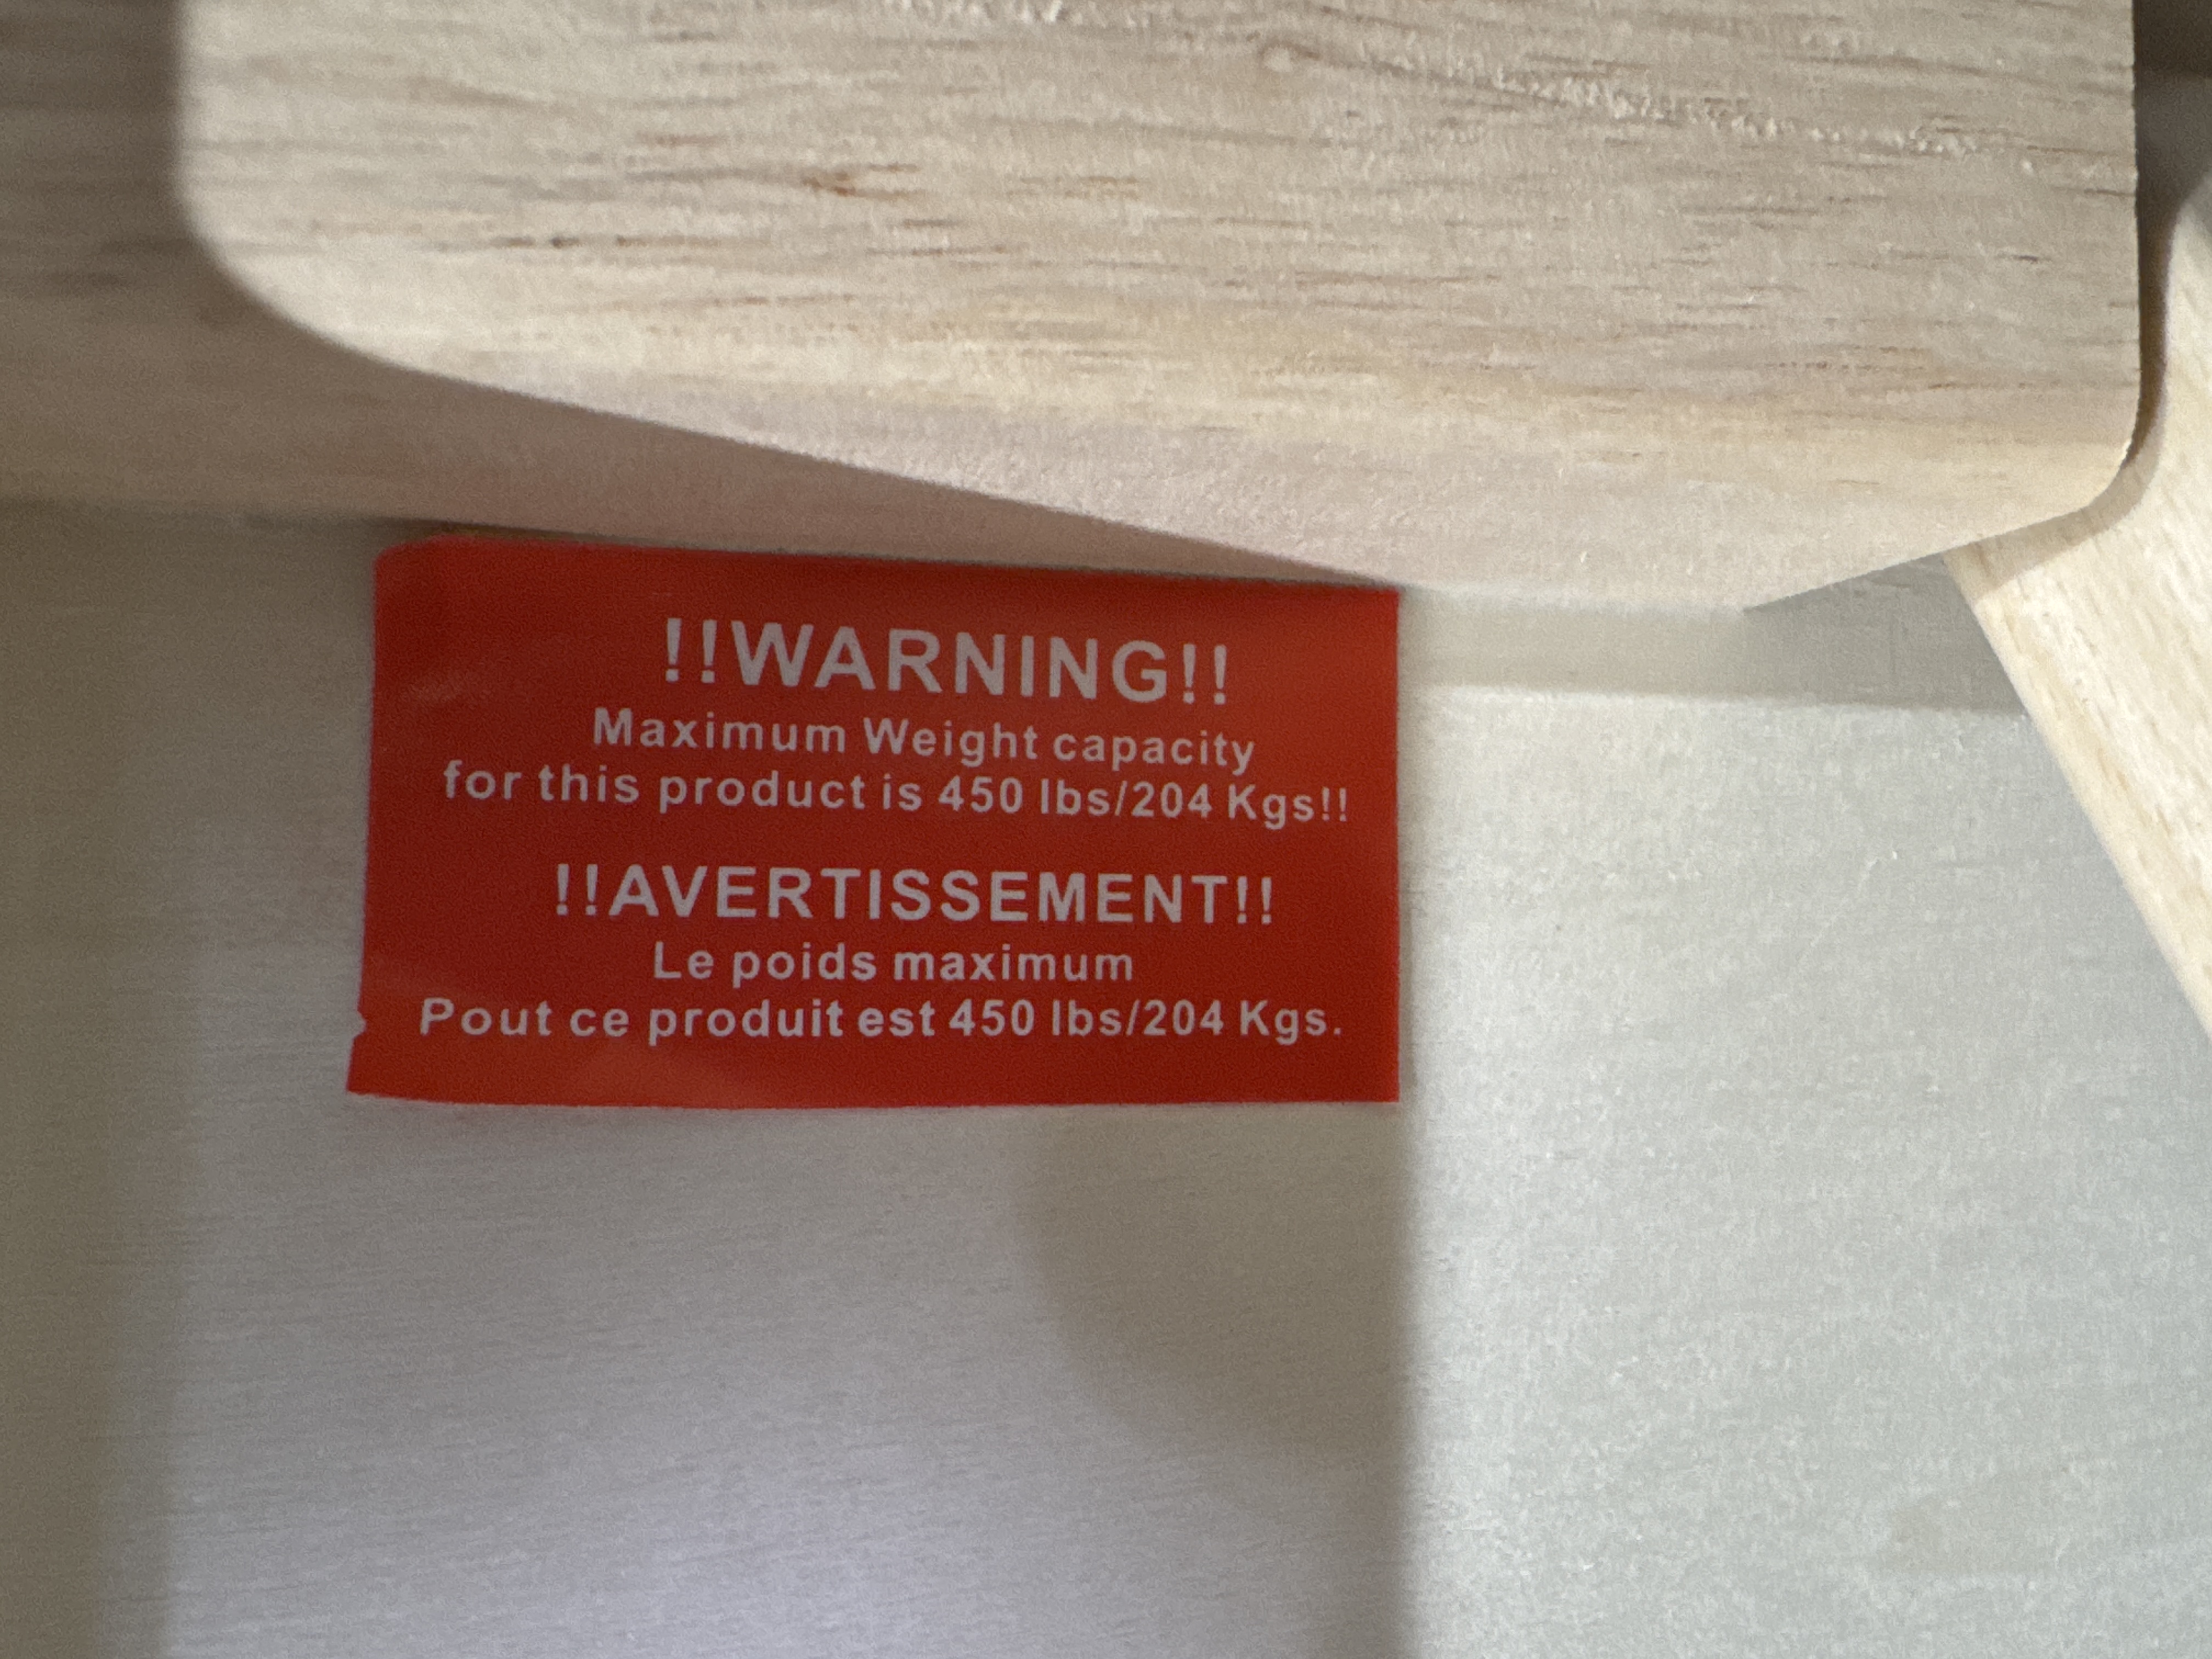 !!WARNING!!
Maximum Weight capacity
for this product is 450 lbs/204 Kgs!!
!!AVERTISSEMENT!!
Le poids maximum
Pout ce produit est 450 lbs/204 Kgs.